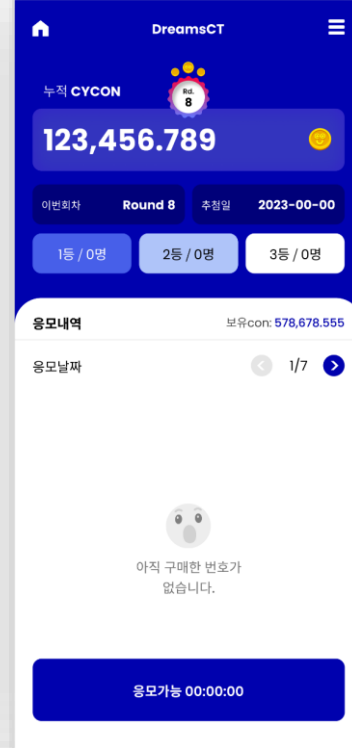 DreamsCT
누적 CYCON
Rd.
8
123,456.789
이번회차 Round 8 추첨일 2023-00-00
1등 / 0명 2등 / 0명 3등 / 0명
응모내역 보유con: 578,678.555
응모날짜 1/7
아직 구매한 번호가
없습니다.
응모가능 00:00:00